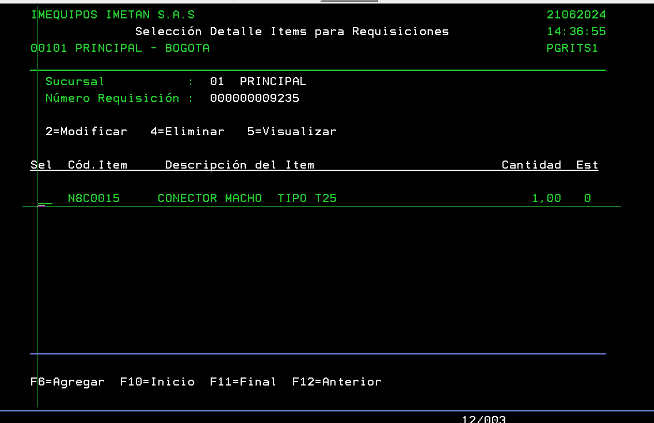 IMEQUIPOS IMETAN S.A.S 21062024
Selección Detalle Items para Requisiciones 14:36:55
00101 PRINCIPAL - BOGOTA PGRITS1
Sucursal : 01 PRINCIPAL
Número Requisición : 000000009235
2=Modificar 4=Eliminar 5=Visualizar
Sel Cód.Item Descripción del Item Cantidad Est
N8C0015 CONECTOR MACHO TIPO T25 1,00 0
F6=Agregar F10=Inicio F11=Final F12=Anterior
12/003